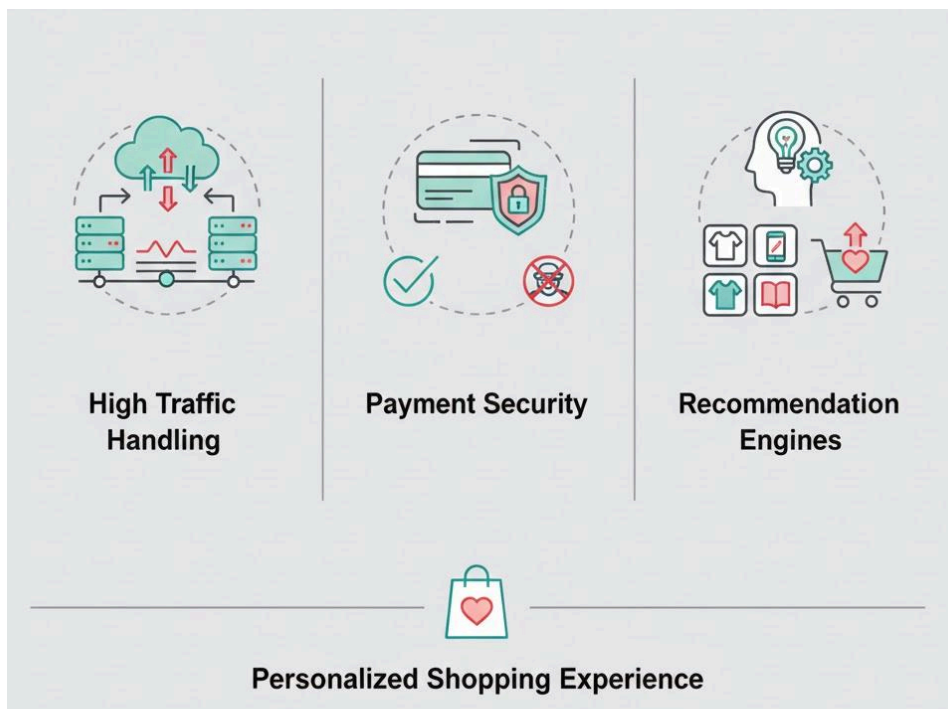 High Traffic
Handling
Payment Security
Recommendation
Engines
Personalized Shopping Experience